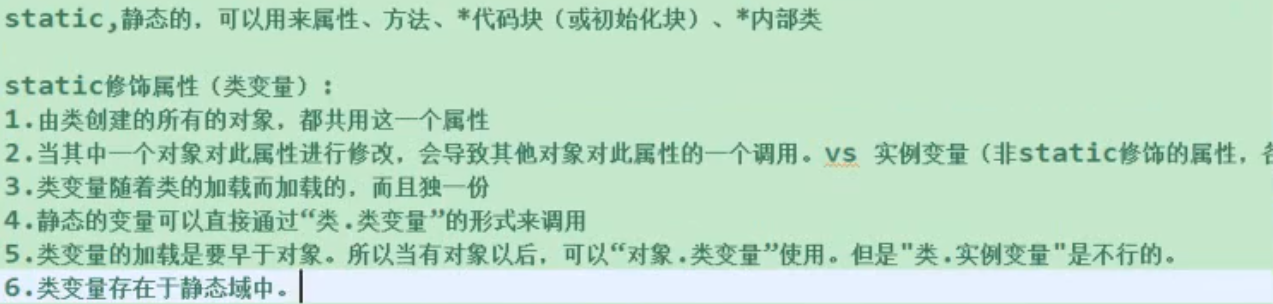 static,静态的，可以用来属性、方法、*代码块（或初始化块）、*内部类
static修饰属性（类变量）:
1.由类创建的所有的对象，都共用这一个属性
2.当其中一个对象对此属性进行修改，会导致其他对象对此属性的一个调用。vs 实例变量（非static修饰的属性，各
3.类变量随着类的加载而加载的，而且独一份
4.静态的变量可以直接通过“类.类变量”的形式来调用
5.类变量的加载是要早于对象。所以当有对象以后，可以“对象.类变量”使用。但是"类.实例变量"是不行的。
6.类变量存在于静态域中。